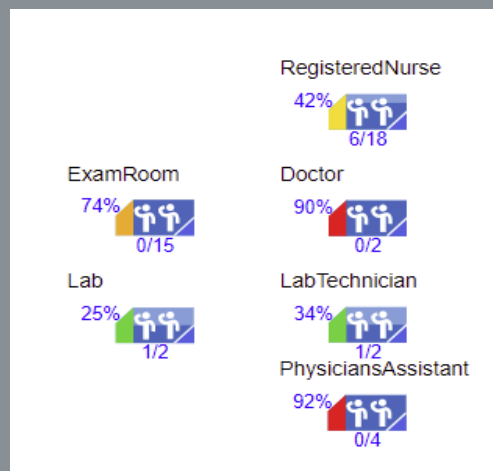 RegisteredNurse
42%
6/18
ExamRoom
74%
0/15
Doctor
90%
0/2
Lab
25%
1/2
LabTechnician
34%
1/2
PhysiciansAssistant
92%
0/4